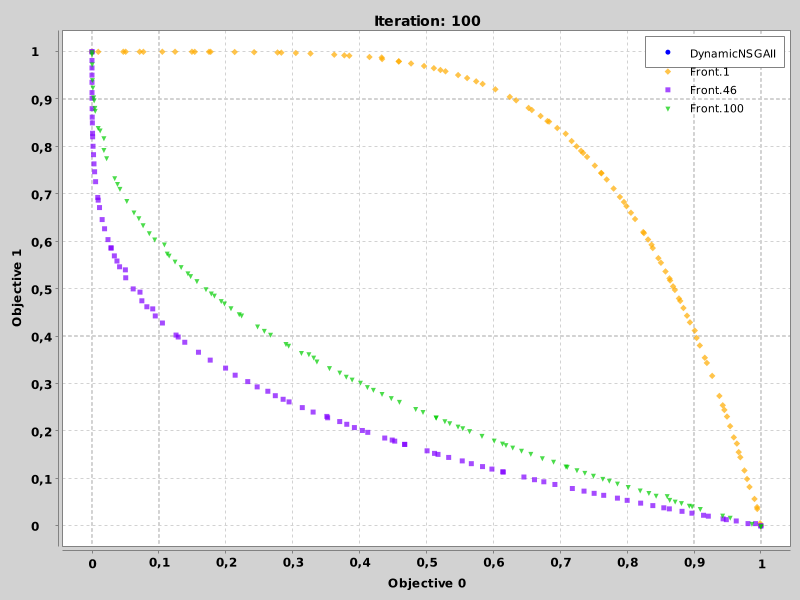 Iteration: 100
DynamicNSGAII
Front.1
Front.46
Front.100
Objective 1
1
0,9
0,8
0,7
0,6
0,5
0,4
0,3
0,2
0,1
0
0 0,1 0,2 0,3 0,4 0,5 0,6 0,7 0,8 0,9 1
Objective 0